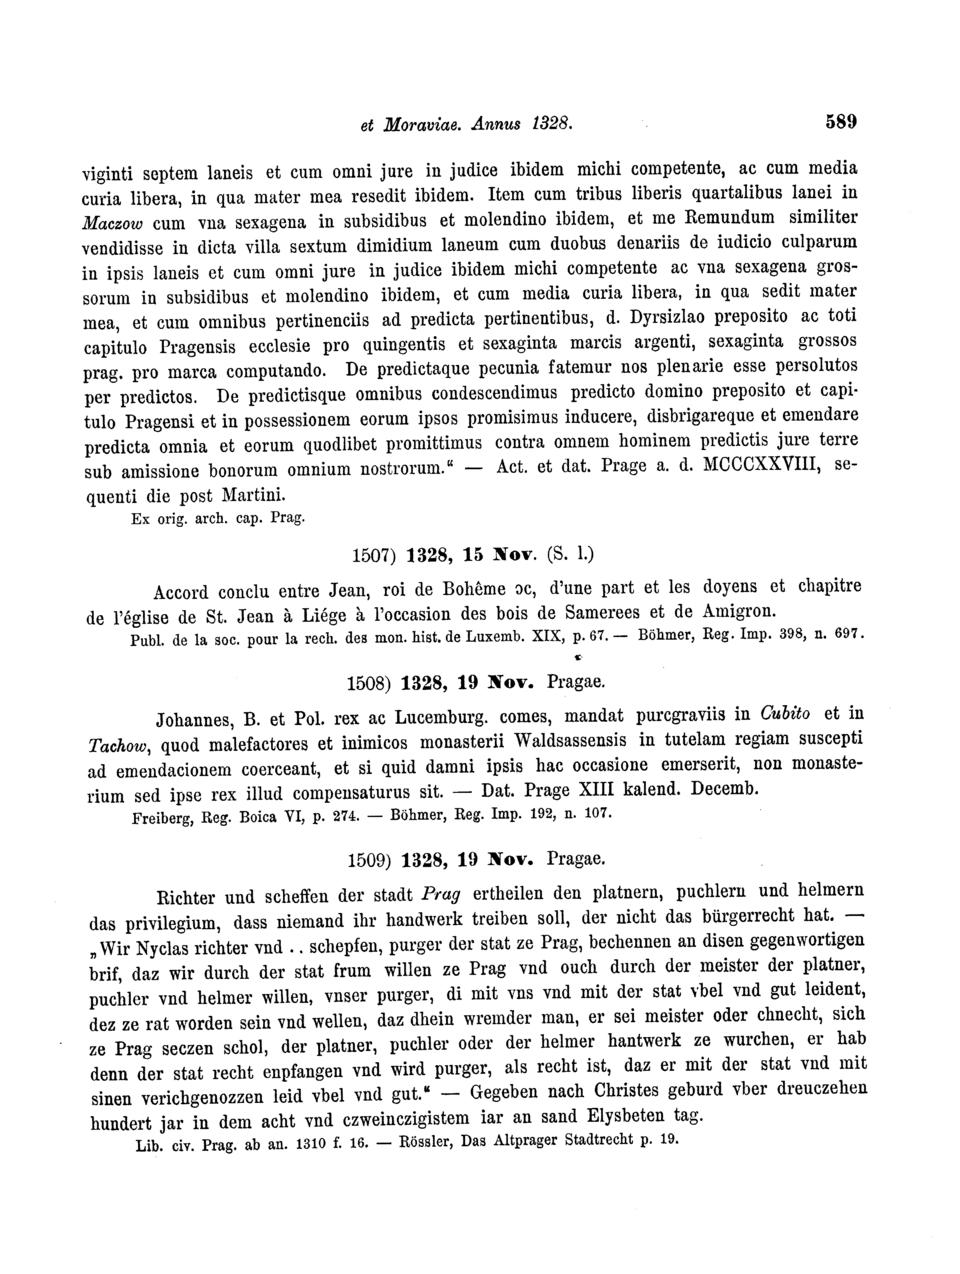 et Moraviae. Annus 1328. 589
viginti septem laneis et cum omni jure in judice ibidem michi competente, ac cum media
curia libera, in qua mater mea resedit ibidem. Item cum tribus liberis quartalibus lanei in
Maczow cum vna sexagena in subsidibus et molendino ibidem, et me Remundum similiter
vendidisse in dicta villa sextum dimidium laneum cum duobus denariis de iudicio culparum
in ipsis laneis et cum omni jure in judice ibidem michi competente ac vna sexagena gros-
sorum in subsidibus et molendino ibidem, et cum media curia libera, in qua sedit mater
mea, et cum omnibus pertinenciis ad predicta pertinentibus, d. Dyrsizlao preposito ac toti
capitulo Pragensis ecclesie pro quingentis et sexaginta marcis argenti, sexaginta grossos
prag. pro marca computando. De predictaque pecunia fatemur nos plenarie esse persolutos
per predictos. De predictisque omnibus condescendimus predicto domino preposito et capi-
tulo Pragensi et in possessionem eorum ipsos promisimus inducere, disbrigareque et emendare
predicta omnia et eorum quodlibet promittimus contra omnem hominem predictis jure terre
sub amissione bonorum omnium nostrorum.“ — Act. et dat. Prage a. d. MCCCXXVIII, se-
quenti die post Martini.
Ex orig. arch. cap. Prag.
1507) 1328, 15 Nov. (S. l.)
Accord conclu entre Jean, roi de Bohême ɔc, d'une part et les doyens et chapitre
de l'église de St. Jean à Liége à l'occasion des bois de Samerees et de Amigron.
Publ. de la soc. pour la rech. des mon. hist. de Luxemb. XIX, p. 67. — Böhmer, Reg. Imp. 398, n. 697.
1508) 1328, 19 Nov. Pragae.
Johannes, B. et Pol. rex ac Lucemburg. comes, mandat purcgraviis in Cubito et in
Tachow, quod malefactores et inimicos monasterii Waldsassensis in tutelam regiam suscepti
ad emendacionem coerceant, et si quid damni ipsis hac occasione emerserit, non monaste-
rium sed ipse rex illud compensaturus sit. — Dat. Prage XIII kalend. Decemb.
Freiberg, Reg. Boica VI, p. 274. — Böhmer, Reg. Imp. 192, n. 107.
1509) 1328, 19 Nov. Pragae.
Richter und scheffen der stadt Prag ertheilen den platnern, puchlern und helmern
das privilegium, dass niemand ihr handwerk treiben soll, der nicht das bürgerrecht hat. —
„Wir Nyclas richter vnd .. schepfen, purger der stat ze Prag, bechennen an disen gegenwortigen
brif, daz wir durch der stat frum willen ze Prag vnd ouch durch der meister der platner,
puchler vnd helmer willen, vnser purger, di mit vns vnd mit der stat vbel vnd gut leident,
dez ze rat worden sein vnd wellen, daz dhein wremder man, er sei meister oder chnecht, sich
ze Prag seczen schol, der platner, puchler oder der helmer hantwerk ze wurchen, er hab
denn der stat recht enpfangen vnd wird purger, als recht ist, daz er mit der stat vnd mit
sinen verichgenozzen leid vbel vnd gut.“ — Gegeben nach Christes geburd vber dreuczehen
hundert jar in dem acht vnd czweinczigistem iar an sand Elysbeten tag.
Lib. civ. Prag. ab an. 1310 f. 16. — Rössler, Das Altprager Stadtrecht p. 19.